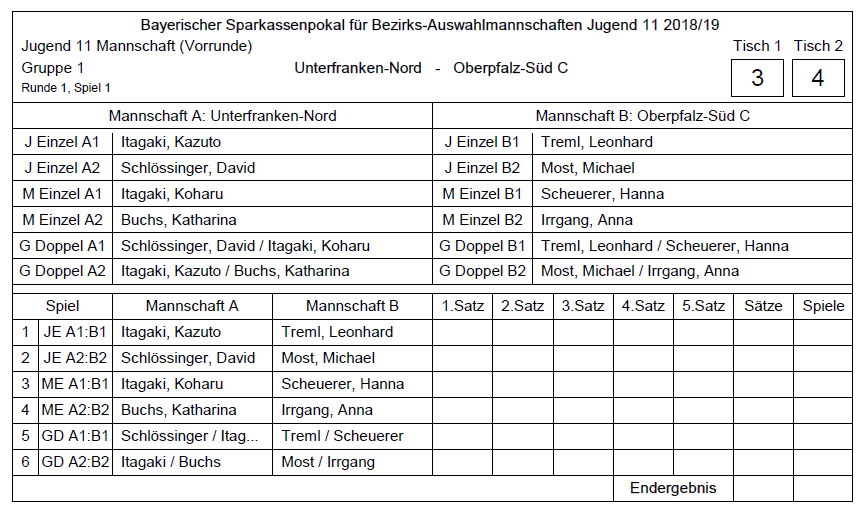 Bayerischer Sparkassenpokal für Bezirks-Auswahlmannschaften Jugend 11 2018/19
Jugend 11 Mannschaft (Vorrunde) Tisch 1 Tisch 2
Gruppe 1 Unterfranken-Nord - Oberpfalz-Süd C 3 4
Runde 1, Spiel 1
Mannschaft A: Unterfranken-Nord Mannschaft B: Oberpfalz-Süd C
J Einzel A1 Itagaki, Kazuto J Einzel B1 Treml, Leonhard
J Einzel A2 Schlössinger, David J Einzel B2 Most, Michael
M Einzel A1 Itagaki, Koharu M Einzel B1 Scheuerer, Hanna
M Einzel A2 Buchs, Katharina M Einzel B2 Irrgang, Anna
G Doppel A1 Schlössinger, David / Itagaki, Koharu G Doppel B1 Treml, Leonhard / Scheuerer, Hanna
G Doppel A2 Itagaki, Kazuto / Buchs, Katharina G Doppel B2 Most, Michael / Irrgang, Anna
Spiel Mannschaft A Mannschaft B 1.Satz 2.Satz 3.Satz 4.Satz 5.Satz Sätze Spiele
1 JE A1:B1 Itagaki, Kazuto Treml, Leonhard
2 JE A2:B2 Schlössinger, David Most, Michael
3 ME A1:B1 Itagaki, Koharu Scheuerer, Hanna
4 ME A2:B2 Buchs, Katharina Irrgang, Anna
5 GD A1:B1 Schlössinger / Itag... Treml / Scheuerer
6 GD A2:B2 Itagaki / Buchs Most / Irrgang
Endergebnis